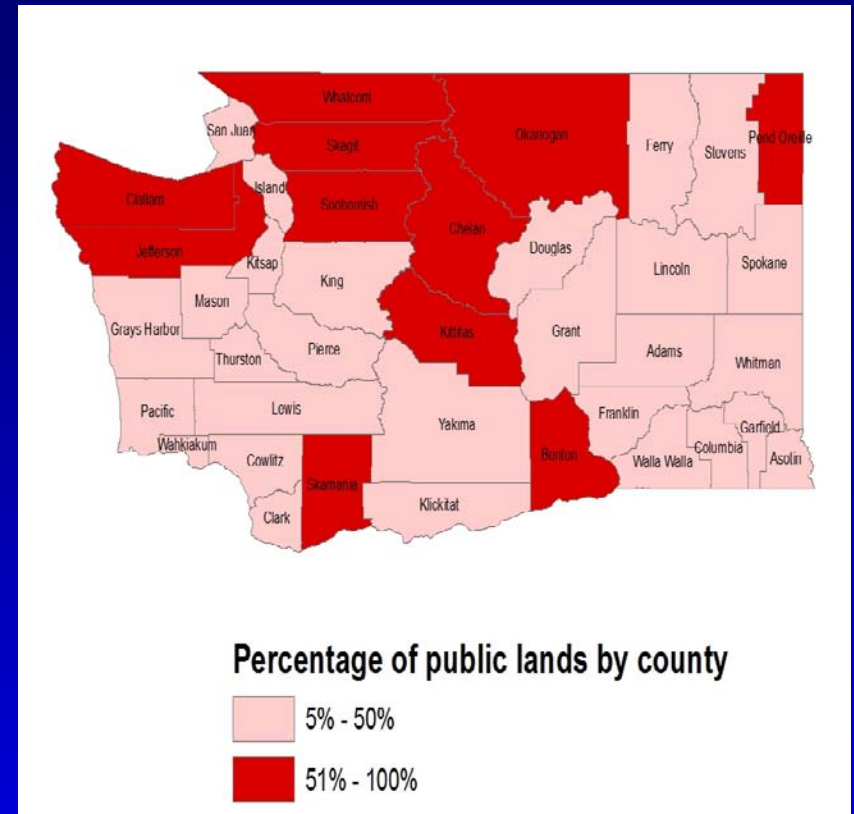 Whatcom
San Juan
Okanogan
Pend Oreille
Skagit
Ferry
Stevens
Island
Clallam
Snohomish
Chelan
Jefferson
Douglas
Kitsap
Lincoln
Spokane
King
Mason
Grays Harbor
Kittitas
Grant
Pierce
Thurston
Adams
Whitman
Pacific
Lewis
Franklin
Yakima
Garfield
Wahkiakum
Columbia
Cowlitz
Benton
Walla Walla
Asotin
Skamania
Klickitat
Clark
Percentage of public lands by county
5% - 50%
51% - 100%